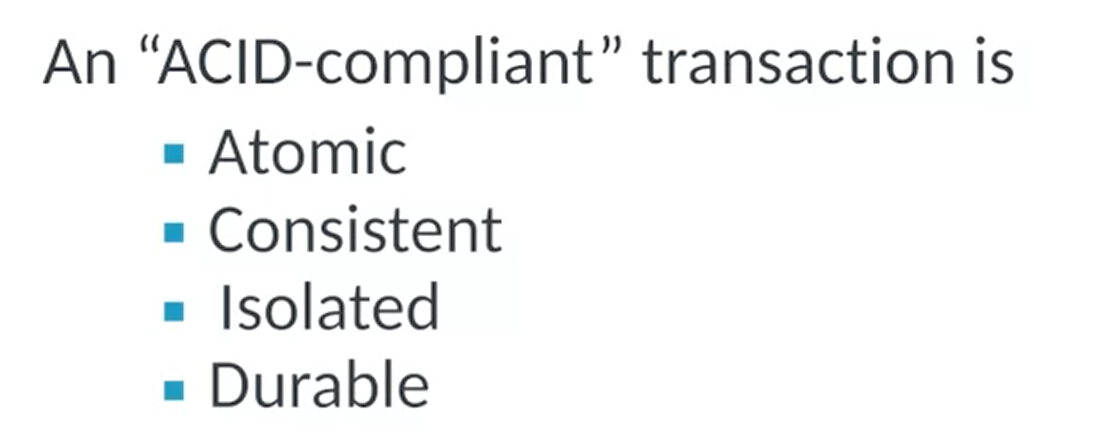 An “ACID-compliant” transaction is
▪ Atomic
▪ Consistent
▪ Isolated
▪ Durable